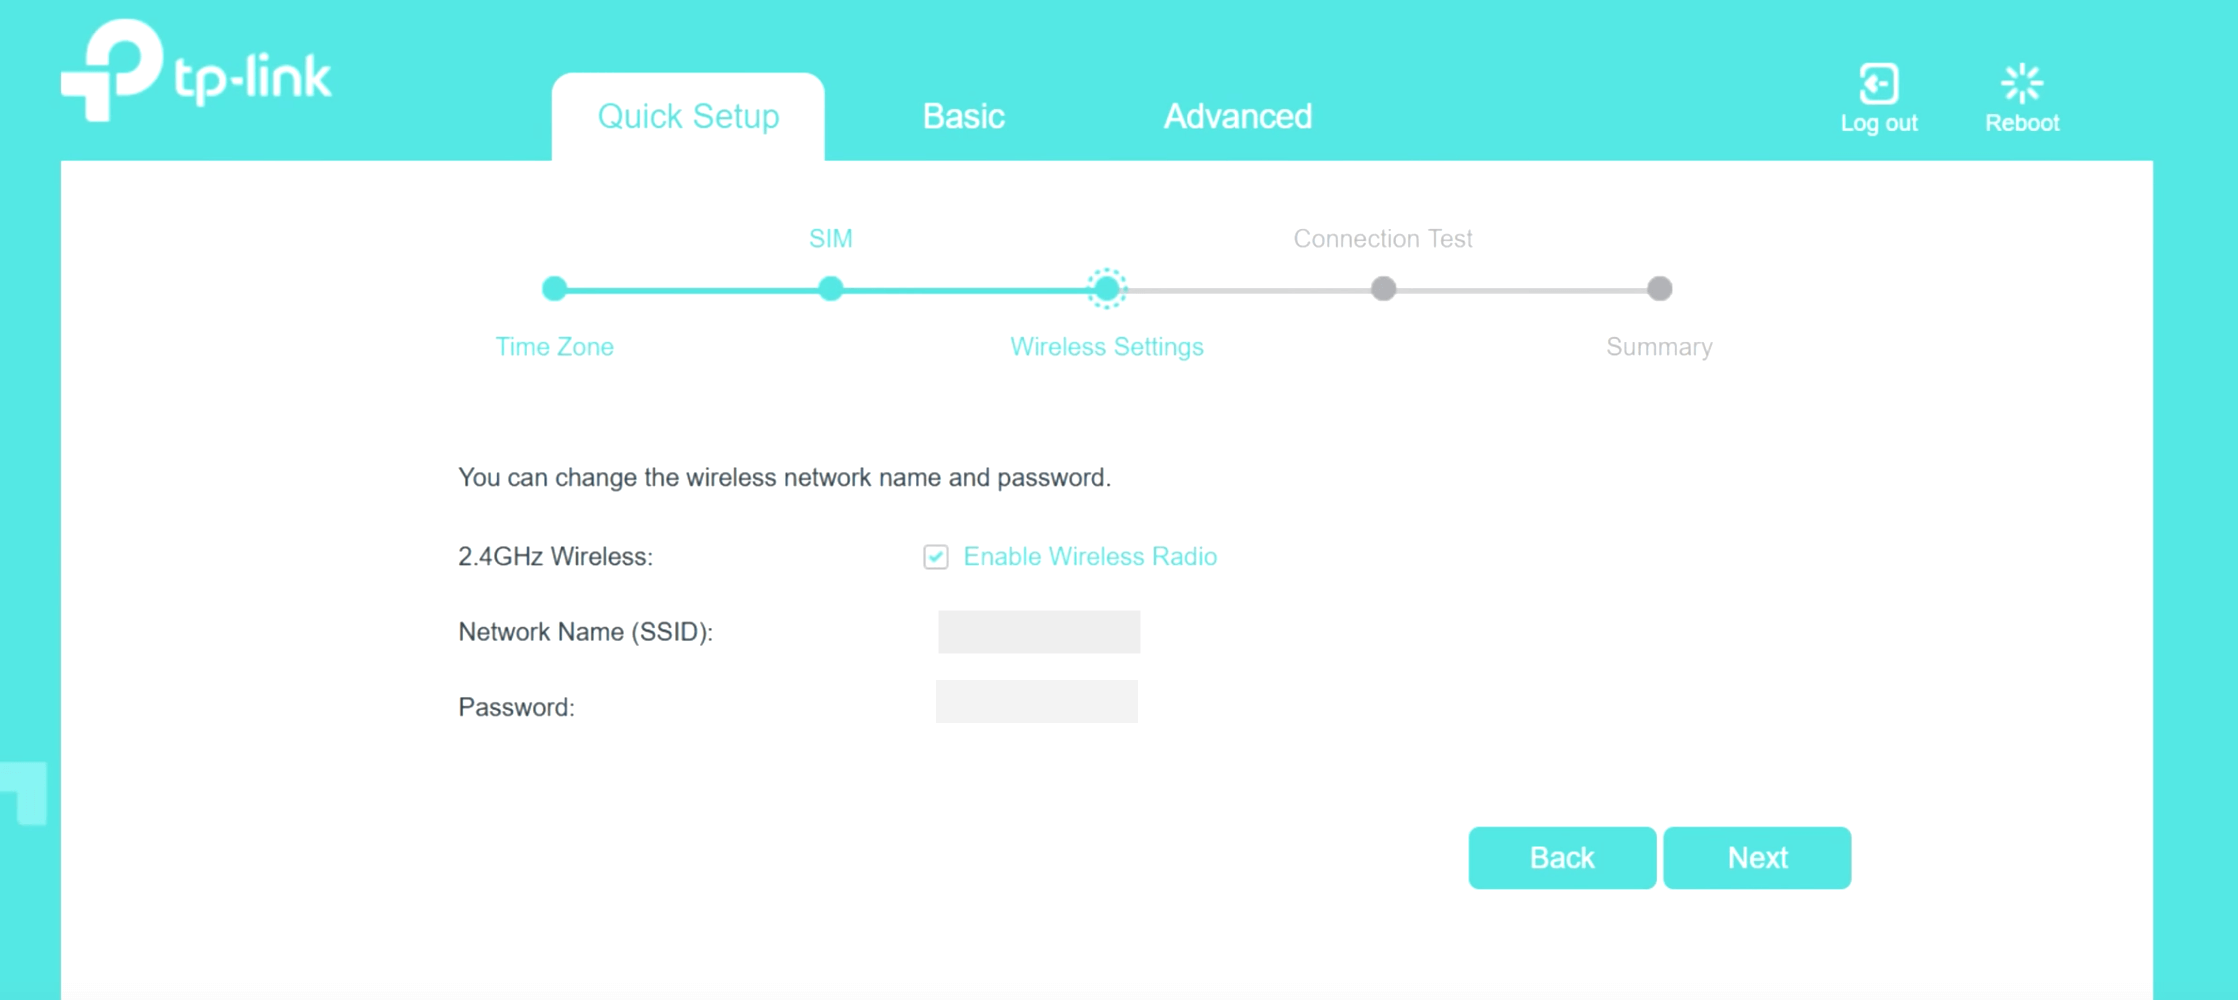 tp-link
Quick Setup
Basic
Advanced
Log out
Reboot
SIM
Connection Test
Time Zone
Wireless Settings
Summary
You can change the wireless network name and password.
2.4GHz Wireless:
Enable Wireless Radio
Network Name (SSID):
Password:
Back
Next